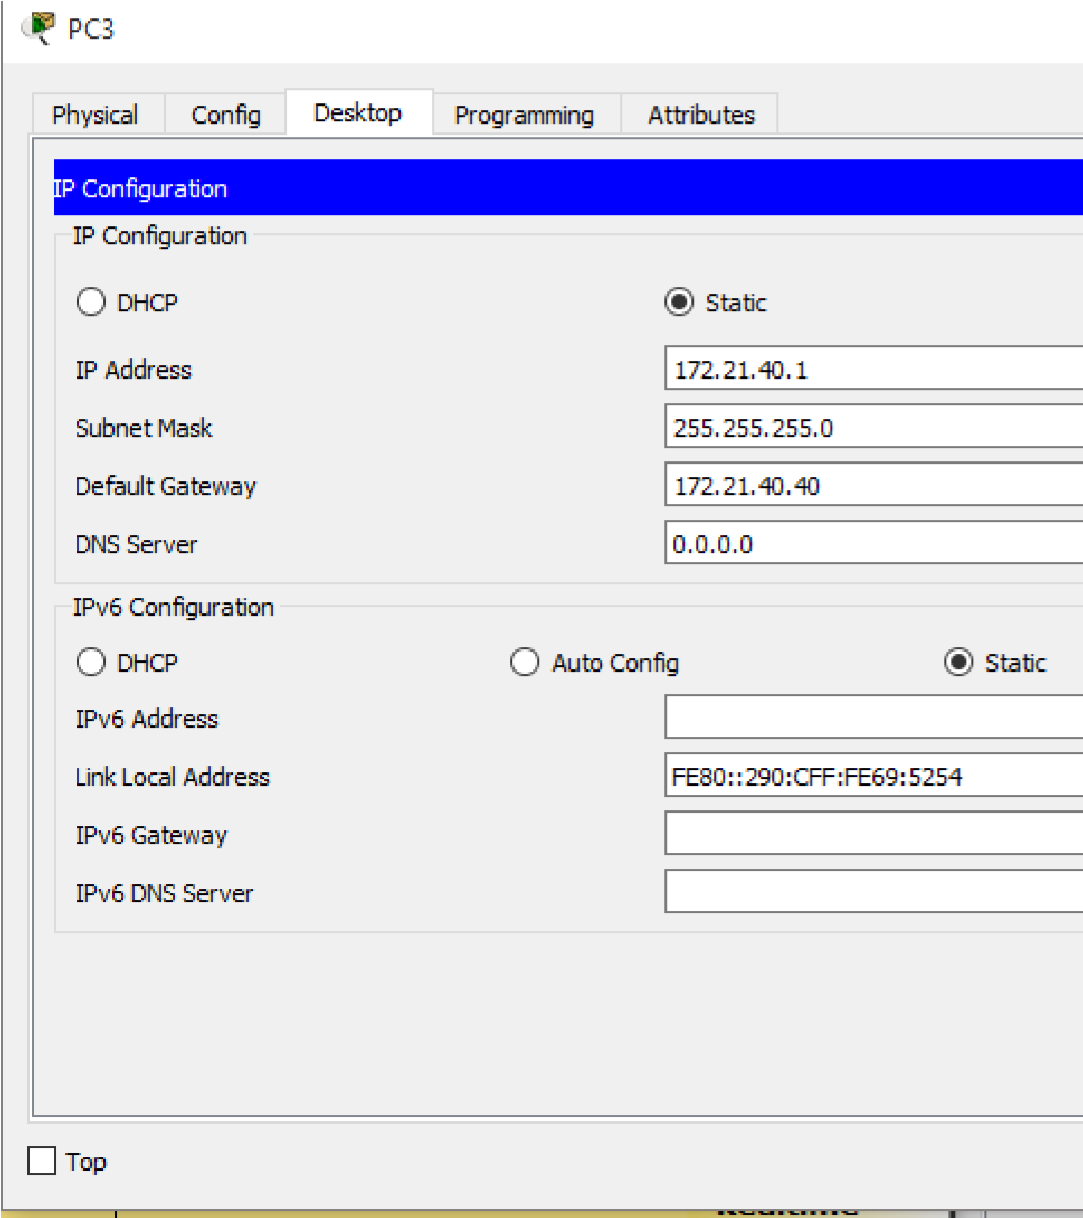 PC3
Physical Config Desktop Programming Attributes
IP Configuration
IP Configuration
DHCP Static
IP Address 172.21.40.1
Subnet Mask 255.255.255.0
Default Gateway 172.21.40.40
DNS Server 0.0.0.0
IPv6 Configuration
DHCP Auto Config Static
IPv6 Address
Link Local Address FE80::290:CFF:FE69:5254
IPv6 Gateway
IPv6 DNS Server
Top
Realtime